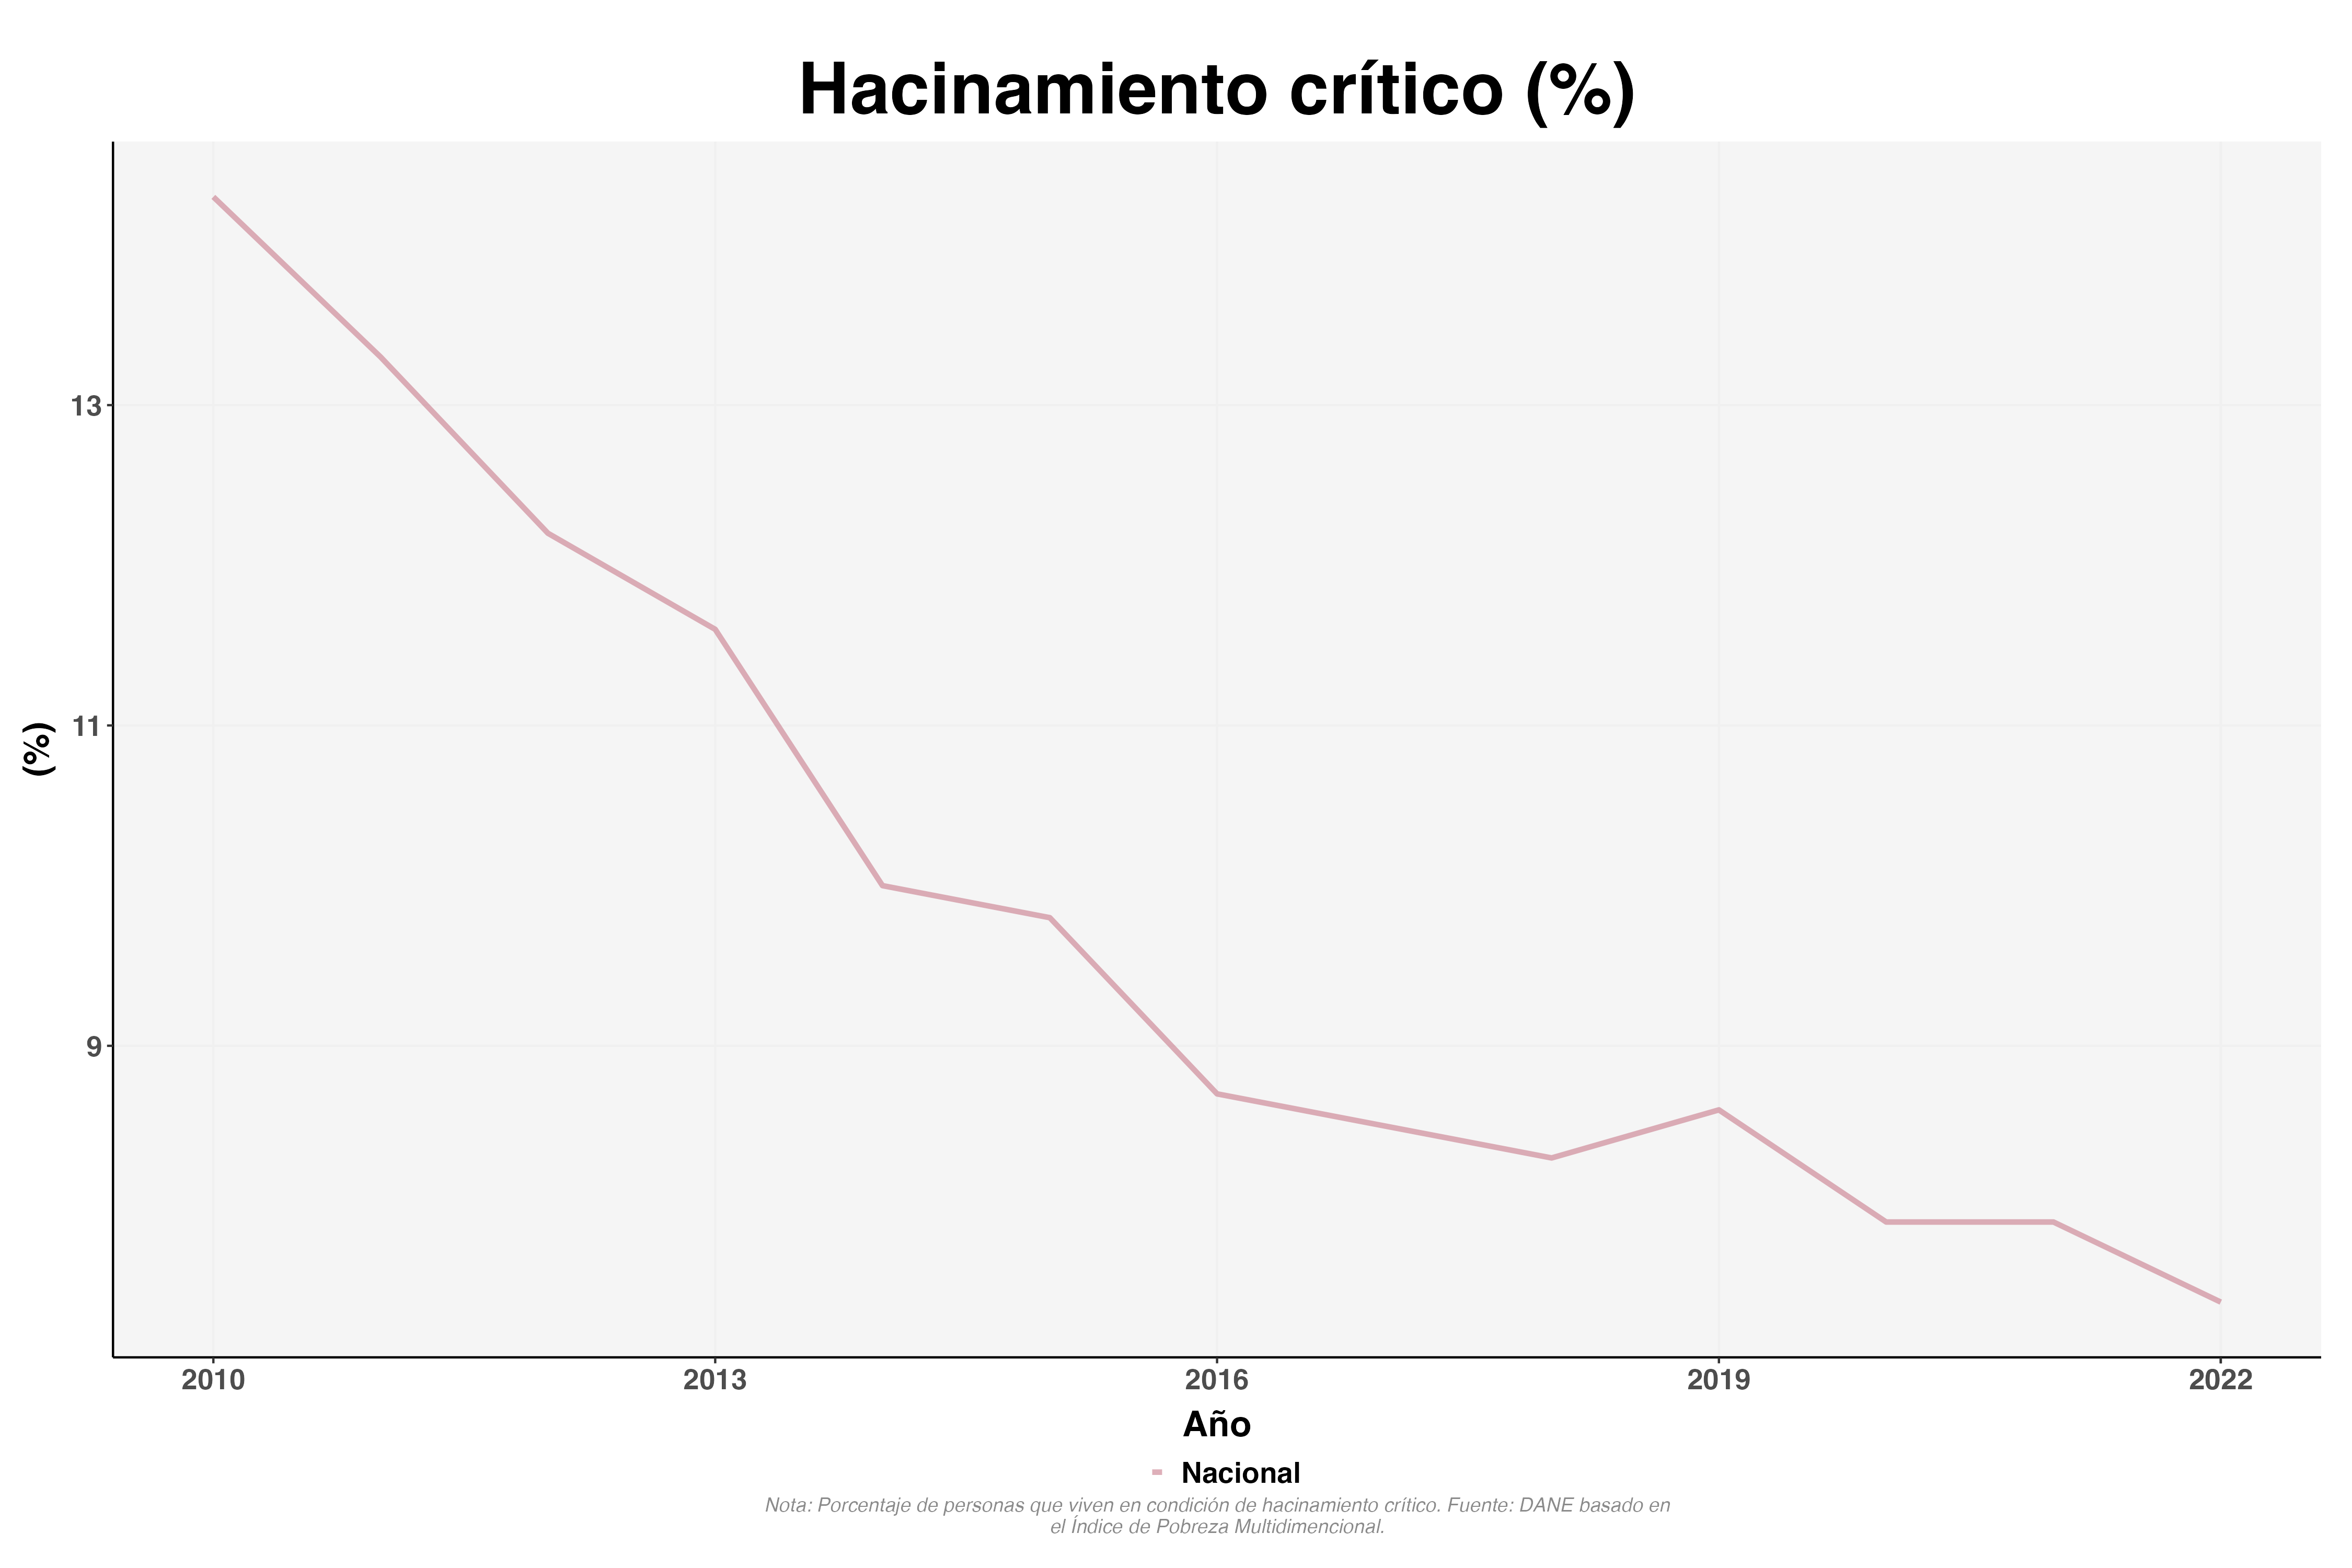 Hacinamiento crítico (%)
13
11
9
(%)
2010 2013 2016 2019 2022
Año
Nacional
Nota: Porcentaje de personas que viven en condición de hacinamiento crítico. Fuente: DANE basado en
el Índice de Pobreza Multidimencional.